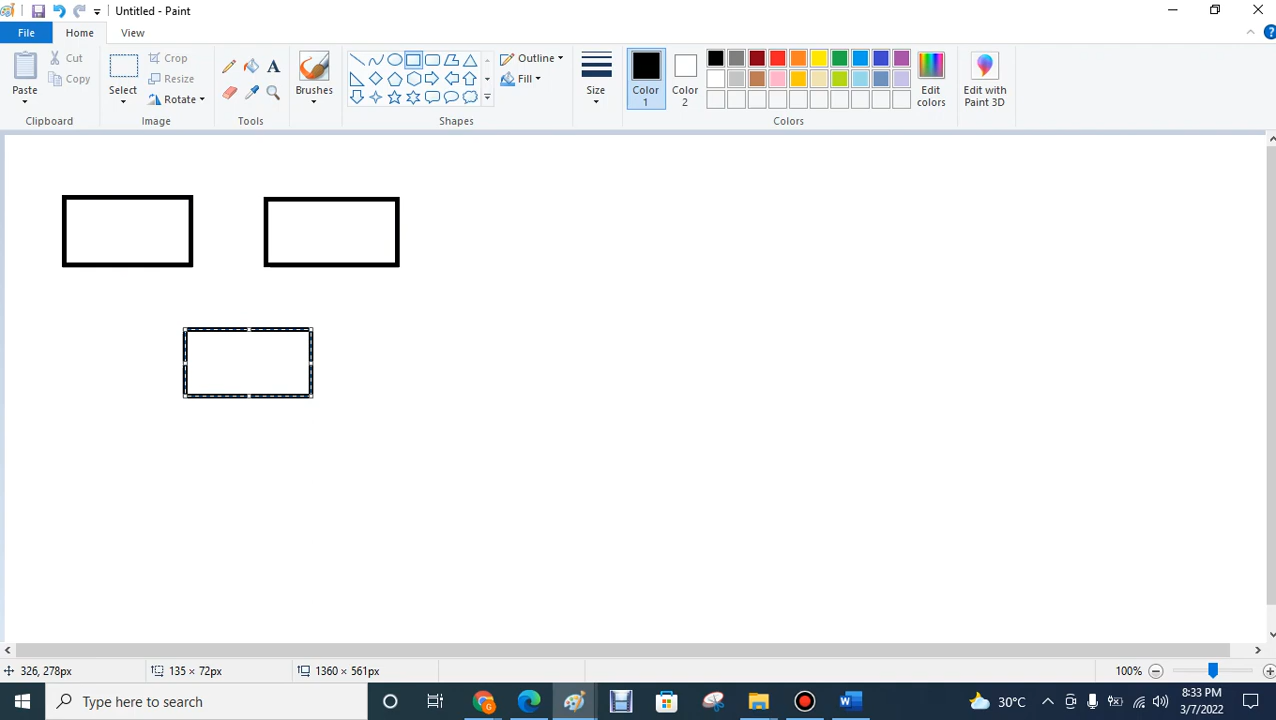 Untitled - Paint
File Home View
Paste
Cut
Copy
Clipboard
Select
Crop
Resize
Rotate
Image
A
Tools
Brushes
Outline
Fill
Shapes
Size
Color 1
Color 2
Edit colors
Colors
Edit with Paint 3D
326, 278px
135 × 72px
1360 × 561px
100%
Type here to search
G
W
30°C
8:33 PM
3/7/2022